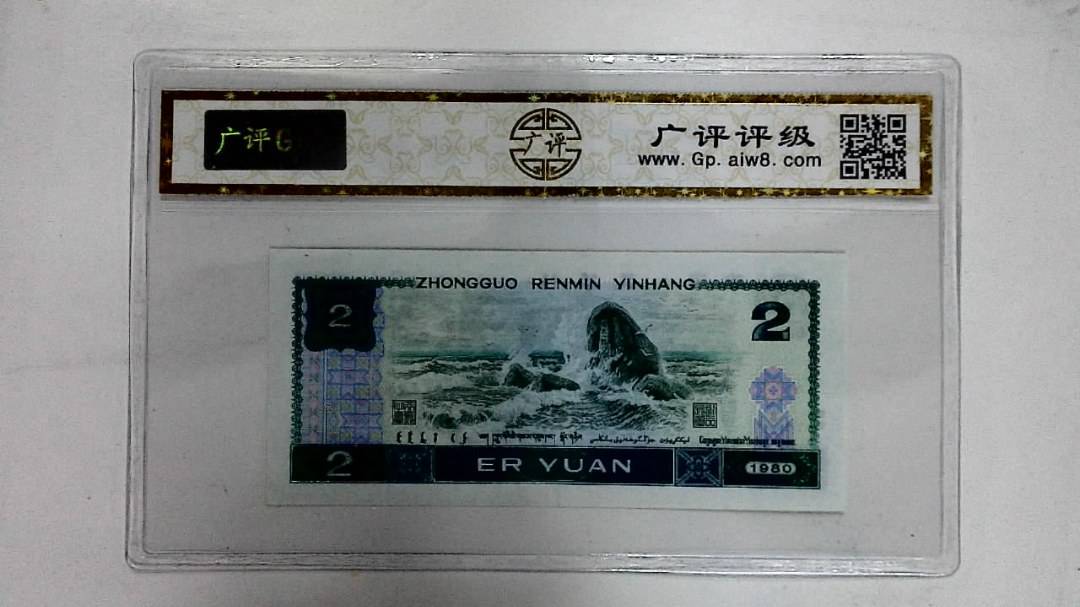 广评G
广评
广评评级
www. Gp. aiw8. com
ZHONGGUO RENMIN YINHANG
2
2
2
ER YUAN
1980